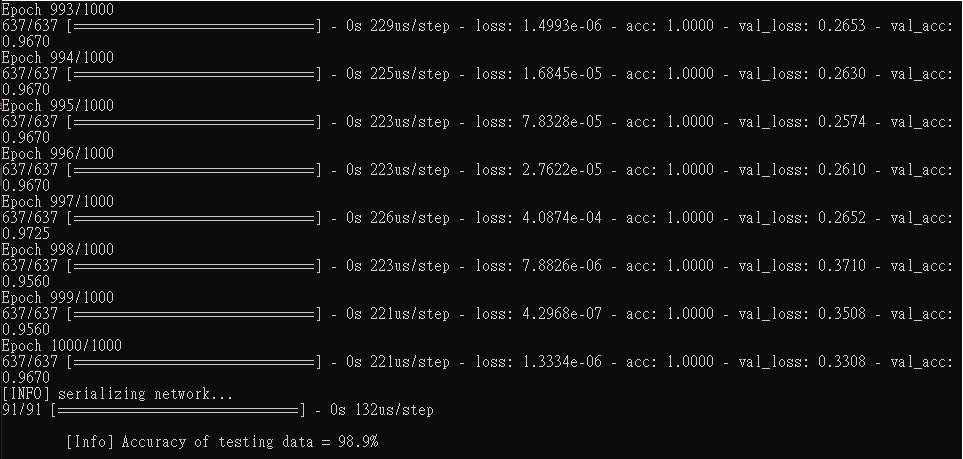 Epoch 993/1000
637/637 [==============================] - 0s 229us/step - loss: 1.4993e-06 - acc: 1.0000 - val_loss: 0.2653 - val_acc:
0.9670
Epoch 994/1000
637/637 [==============================] - 0s 225us/step - loss: 1.6845e-05 - acc: 1.0000 - val_loss: 0.2630 - val_acc:
0.9670
Epoch 995/1000
637/637 [==============================] - 0s 223us/step - loss: 7.8328e-05 - acc: 1.0000 - val_loss: 0.2574 - val_acc:
0.9670
Epoch 996/1000
637/637 [==============================] - 0s 223us/step - loss: 2.7622e-05 - acc: 1.0000 - val_loss: 0.2610 - val_acc:
0.9670
Epoch 997/1000
637/637 [==============================] - 0s 226us/step - loss: 4.0874e-04 - acc: 1.0000 - val_loss: 0.2652 - val_acc:
0.9725
Epoch 998/1000
637/637 [==============================] - 0s 223us/step - loss: 7.8826e-06 - acc: 1.0000 - val_loss: 0.3710 - val_acc:
0.9560
Epoch 999/1000
637/637 [==============================] - 0s 221us/step - loss: 4.2968e-07 - acc: 1.0000 - val_loss: 0.3508 - val_acc:
0.9560
Epoch 1000/1000
637/637 [==============================] - 0s 221us/step - loss: 1.3334e-06 - acc: 1.0000 - val_loss: 0.3308 - val_acc:
0.9670
[INFO] serializing network...
91/91 [==============================] - 0s 132us/step
[Info] Accuracy of testing data = 98.9%